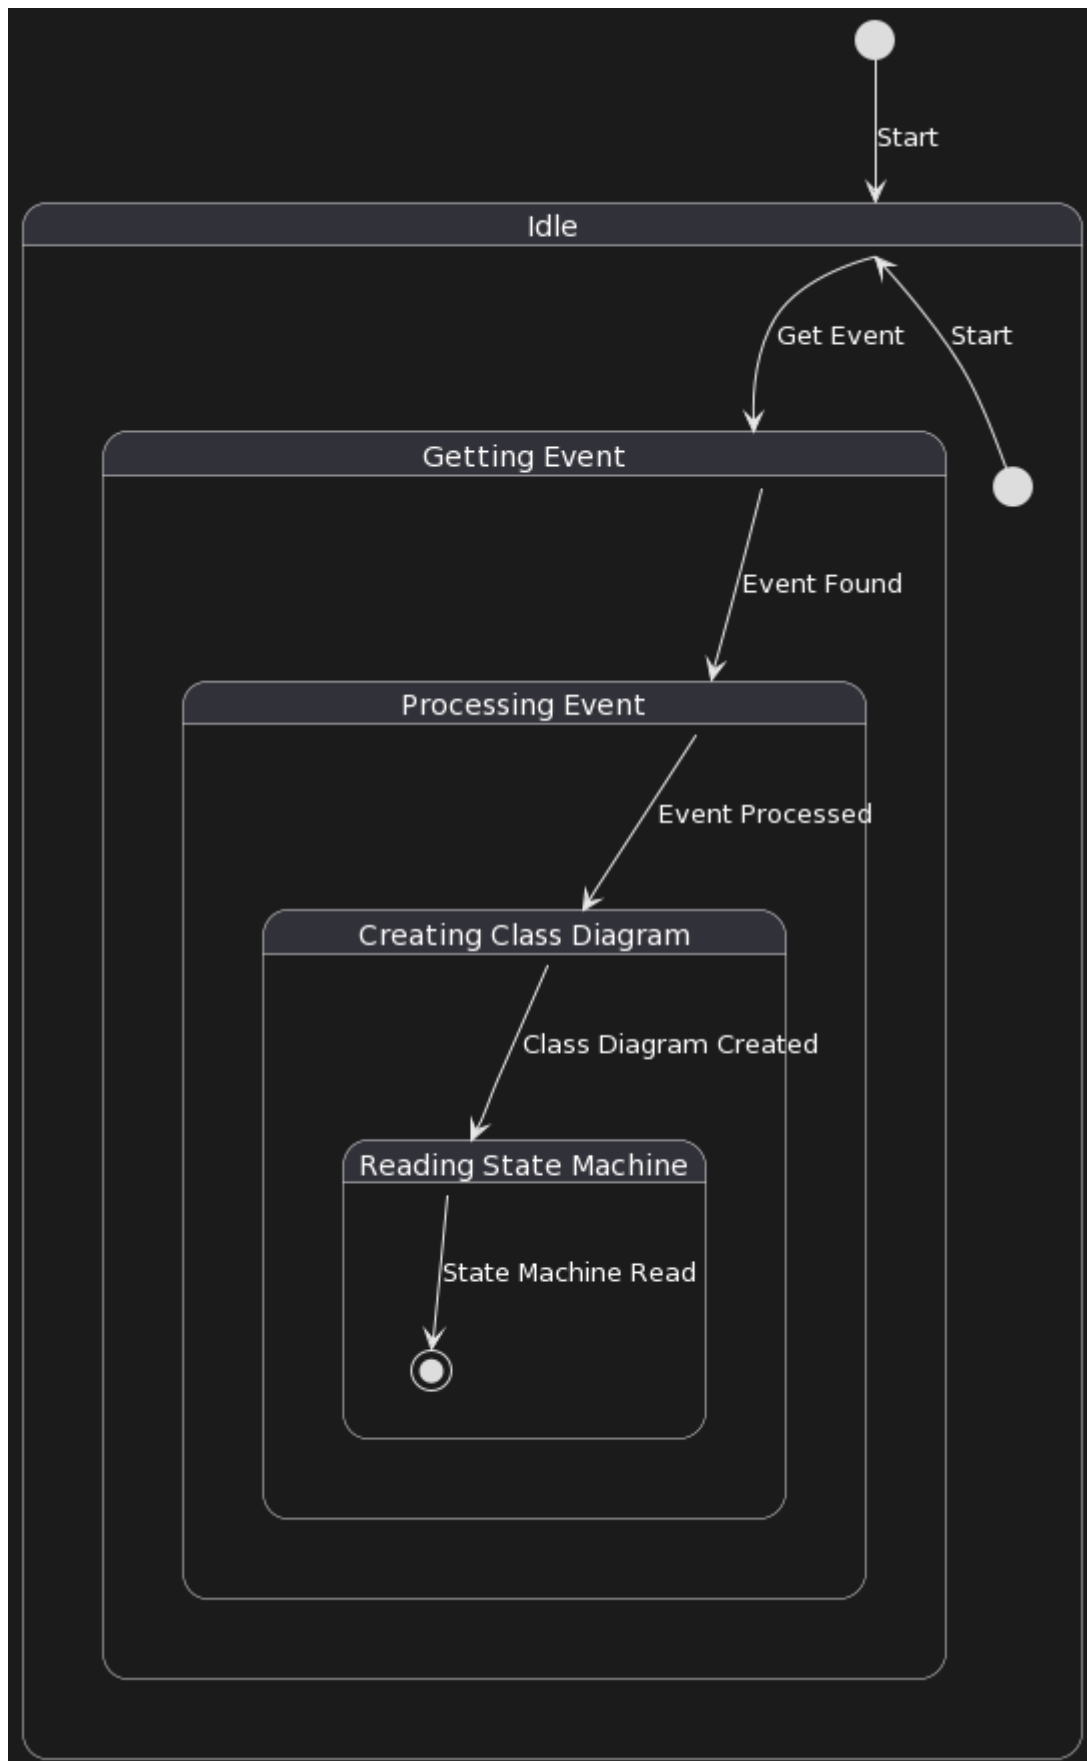 Start
Idle
Get Event
Start
Getting Event
Event Found
Processing Event
Event Processed
Creating Class Diagram
Class Diagram Created
Reading State Machine
State Machine Read